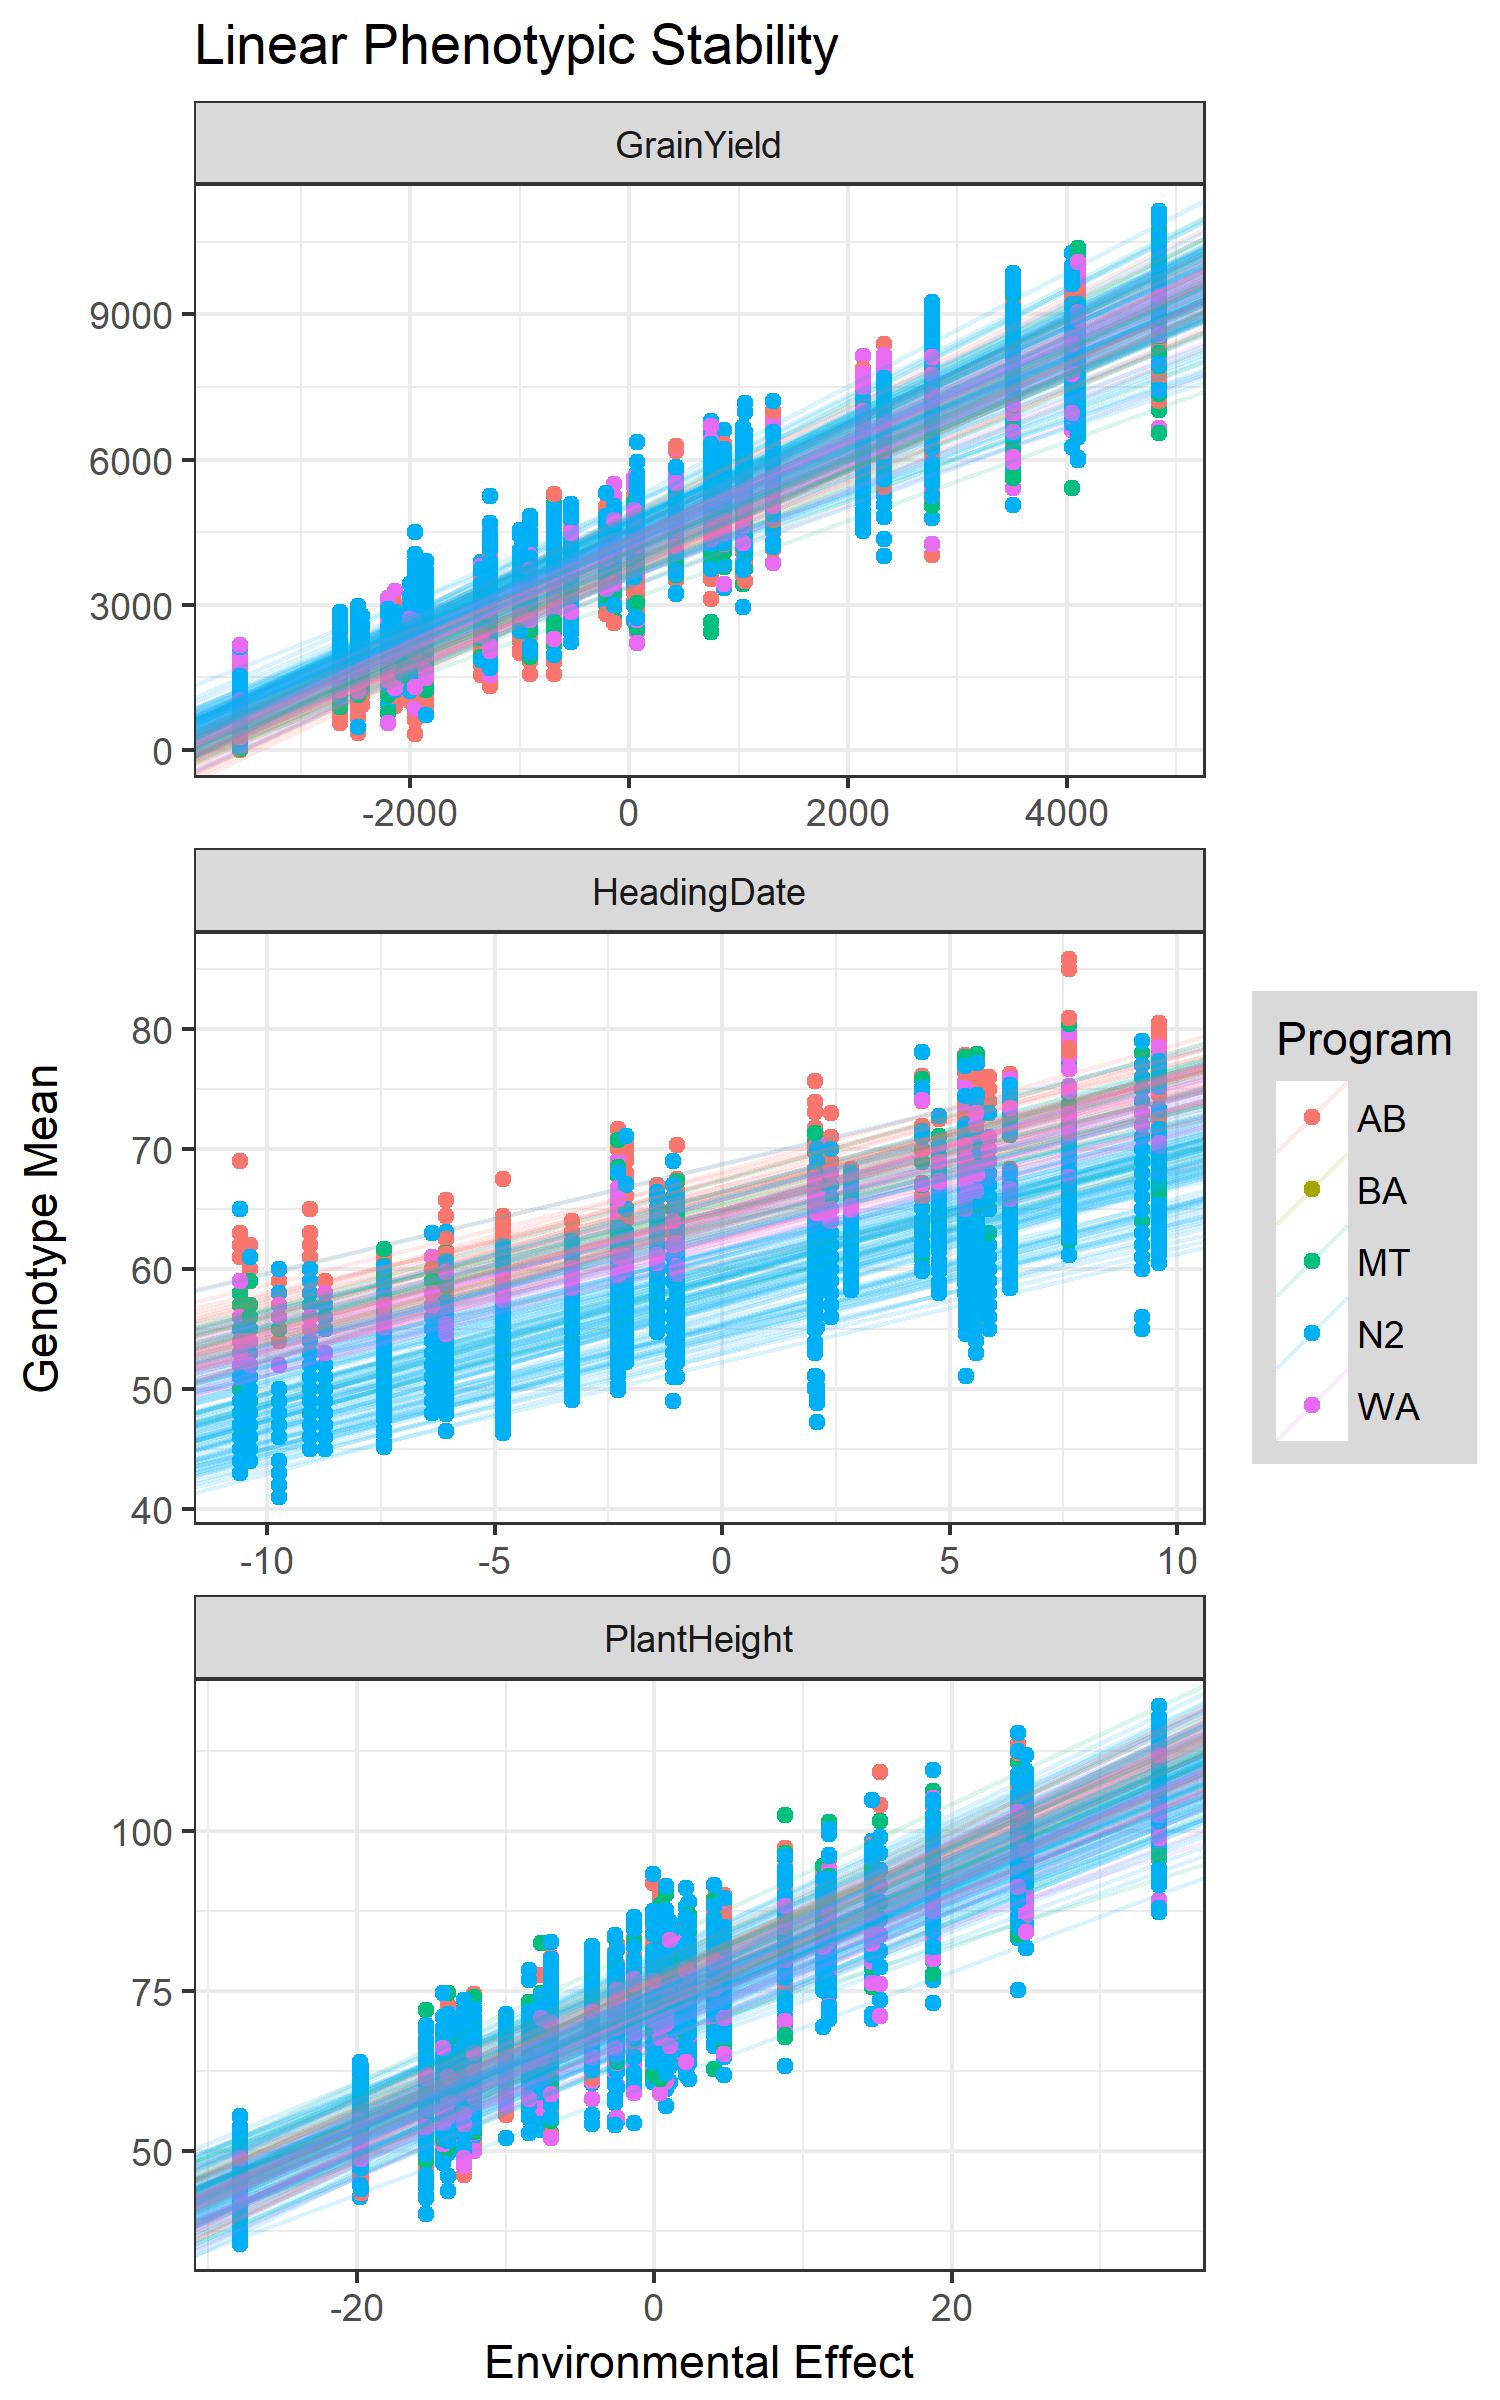 Linear Phenotypic Stability
GrainYield
9000
6000
3000
0
-2000 0 2000 4000
HeadingDate
80
70
60
50
40
-10 -5 0 5 10
PlantHeight
100
75
50
-20 0 20
Environmental Effect
Genotype Mean
Program
AB
BA
MT
N2
WA